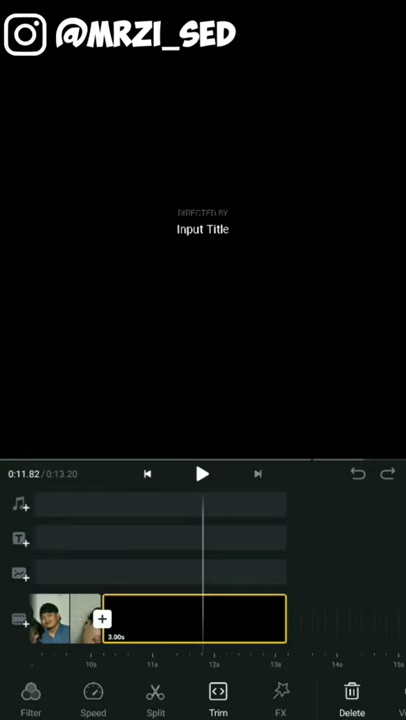 @MRZI_SED
DIRECTED BY
Input Title
0:11.82 / 0:13.20
T
3.00s
10s 11s 12s 13s 14s 15s
Filter Speed Split Trim FX Delete